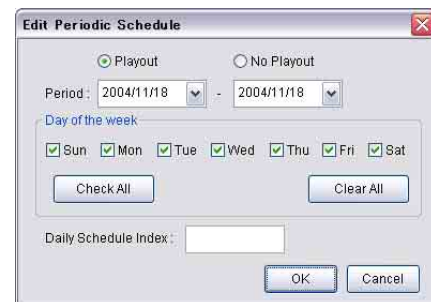 Edit Periodic Schedule
Playout No Playout
Period : 2004/11/18 - 2004/11/18
Day of the week
Sun Mon Tue Wed Thu Fri Sat
Check All Clear All
Daily Schedule Index :
OK Cancel